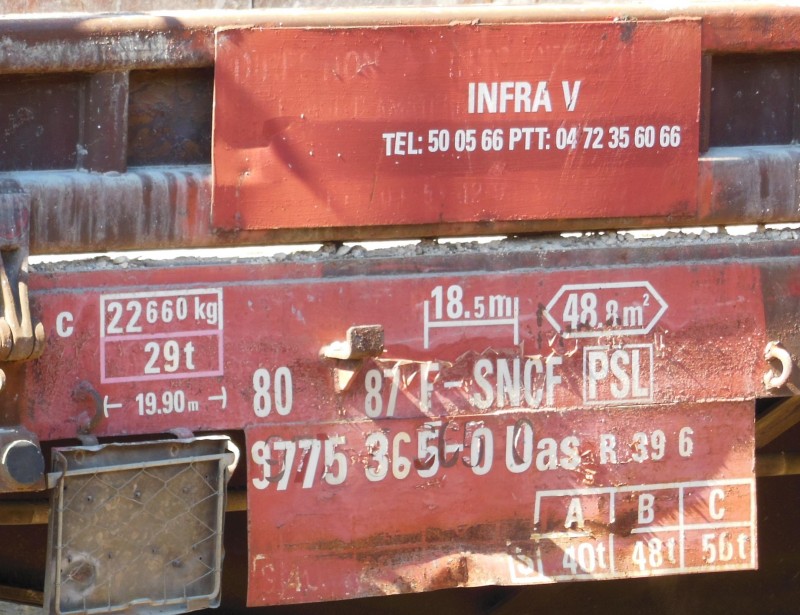 INFRA V
TEL: 50 05 66 PTT: 04 72 35 60 66
C 22660 kg 18.5m 48.8m²
29t
19.90m
80 87 F-SNCF PSL
9775 365-0 Uas R 39 6
A B C
S 40t 48t 56t